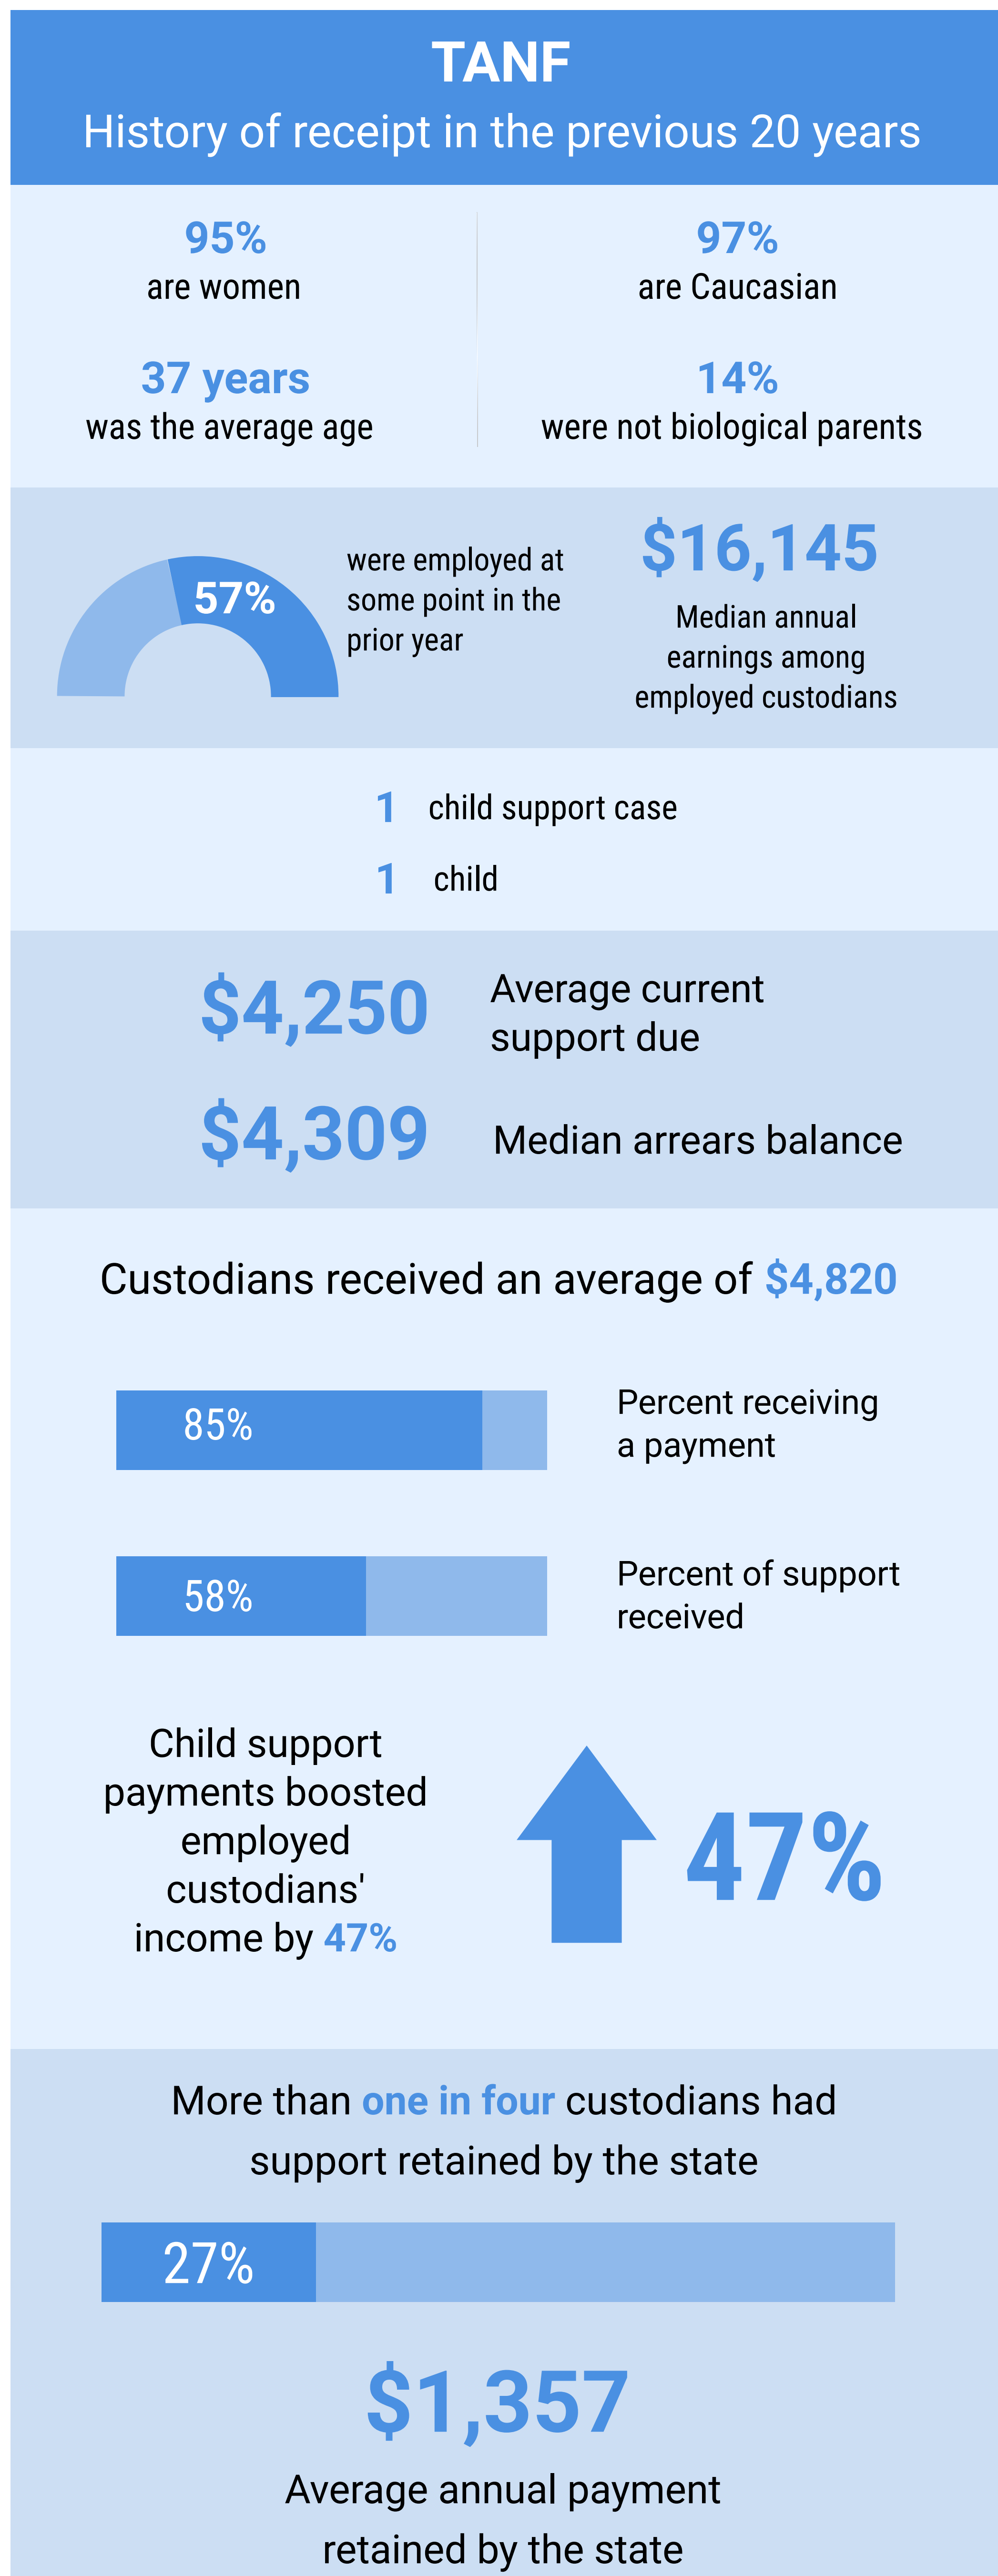 TANF
History of receipt in the previous 20 years
95%
are women
97%
are Caucasian
37 years
was the average age
14%
were not biological parents
57%
were employed at
some point in the
prior year
$16,145
Median annual
earnings among
employed custodians
1 child support case
1 child
$4,250
Average current
support due
$4,309
Median arrears balance
Custodians received an average of $4,820
85%
Percent receiving
a payment
58%
Percent of support
received
Child support
payments boosted
employed
custodians'
income by 47%
47%
More than one in four custodians had
support retained by the state
27%
$1,357
Average annual payment
retained by the state